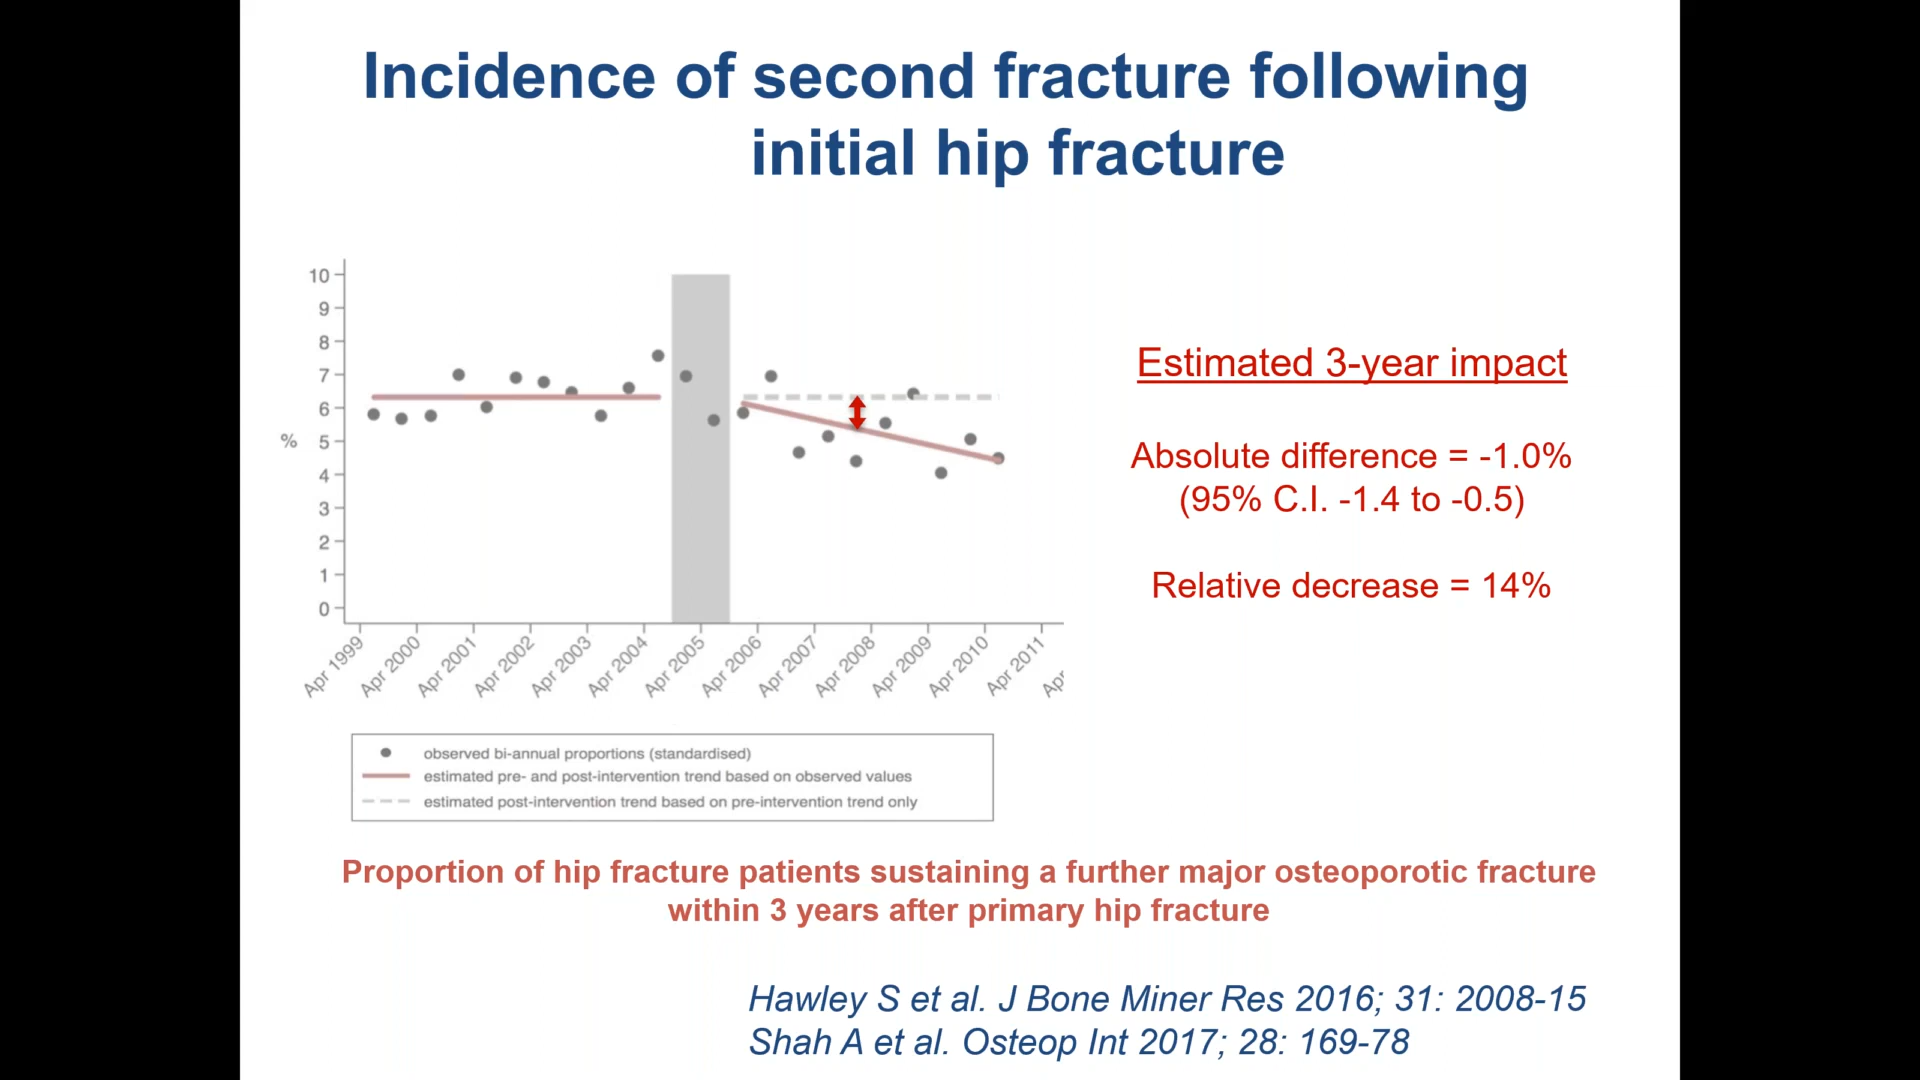 Incidence of second fracture following
initial hip fracture
10
9
8
7
6
5
4
3
2
1
0
%
Apr 1999
Apr 2000
Apr 2001
Apr 2002
Apr 2003
Apr 2004
Apr 2005
Apr 2006
Apr 2007
Apr 2008
Apr 2009
Apr 2010
Apr 2011
Estimated 3-year impact
Absolute difference = -1.0%
(95% C.I. -1.4 to -0.5)
Relative decrease = 14%
observed bi-annual proportions (standardised)
estimated pre- and post-intervention trend based on observed values
estimated post-intervention trend based on pre-intervention trend only
Proportion of hip fracture patients sustaining a further major osteoporotic fracture
within 3 years after primary hip fracture
Hawley S et al. J Bone Miner Res 2016; 31: 2008-15
Shah A et al. Osteop Int 2017; 28: 169-78